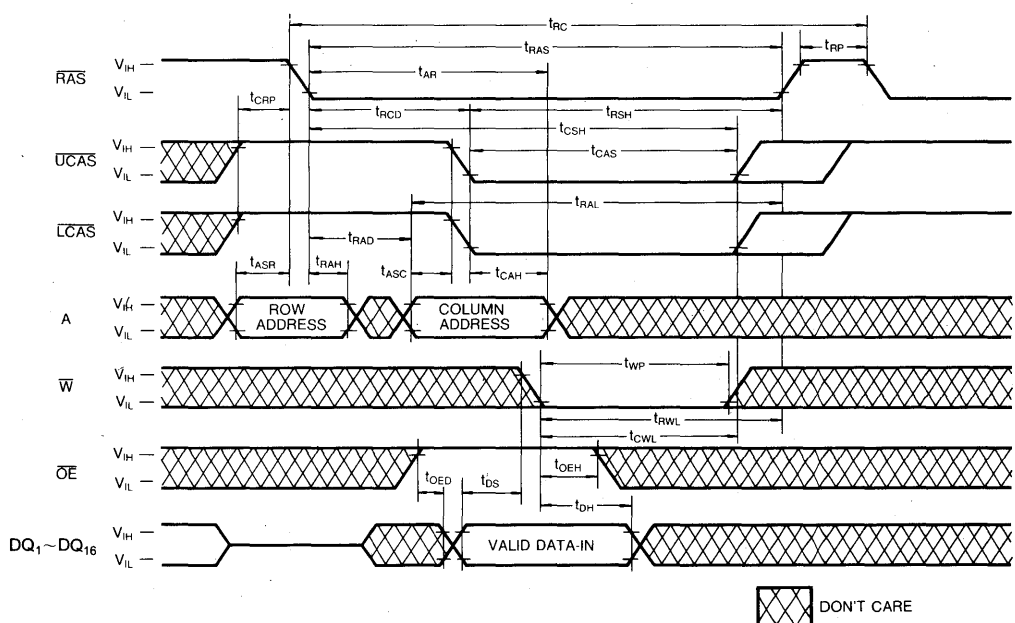 tRC
tRAS
tRP
tAR
RAS
VIH
VIL
tCRP
tRCD
tRSH
tCSH
UCAS
VIH
VIL
tCAS
tRAL
LCAS
VIH
VIL
tRAD
tASR
tRAH
tASC
tCAH
A
VIH
VIL
ROW ADDRESS
COLUMN ADDRESS
W
VIH
VIL
tWP
tRWL
tCWL
OE
VIH
VIL
tOED
tDS
tOEH
tDH
DQ1~DQ16
VIH
VIL
VALID DATA-IN
DON'T CARE